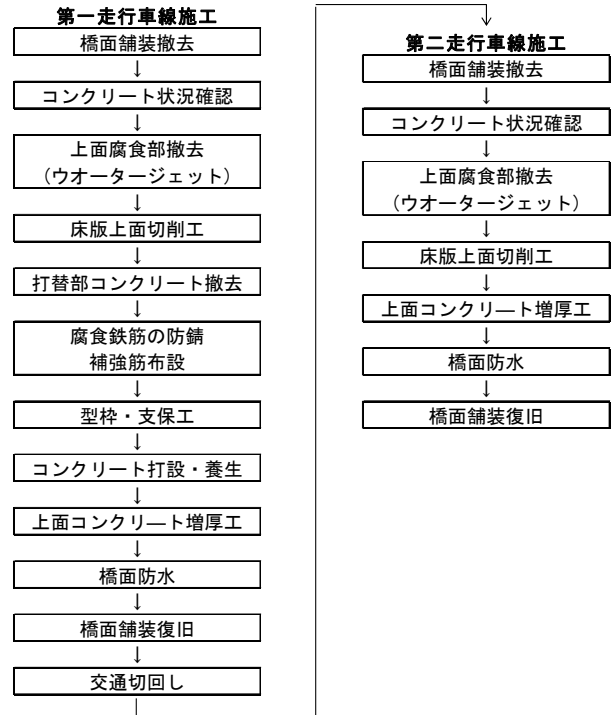 第一走行車線施工
橋面舗装撤去
↓
コンクリート状況確認
↓
上面腐食部撤去
（ウオータージェット）
↓
床版上面切削工
↓
打替部コンクリート撤去
↓
腐食鉄筋の防錆
補強筋布設
↓
型枠・支保工
↓
コンクリート打設・養生
↓
上面コンクリ―ト増厚工
↓
橋面防水
↓
橋面舗装復旧
↓
交通切回し
第二走行車線施工
橋面舗装撤去
↓
コンクリート状況確認
↓
上面腐食部撤去
（ウオータージェット）
↓
床版上面切削工
↓
上面コンクリ―ト増厚工
↓
橋面防水
↓
橋面舗装復旧